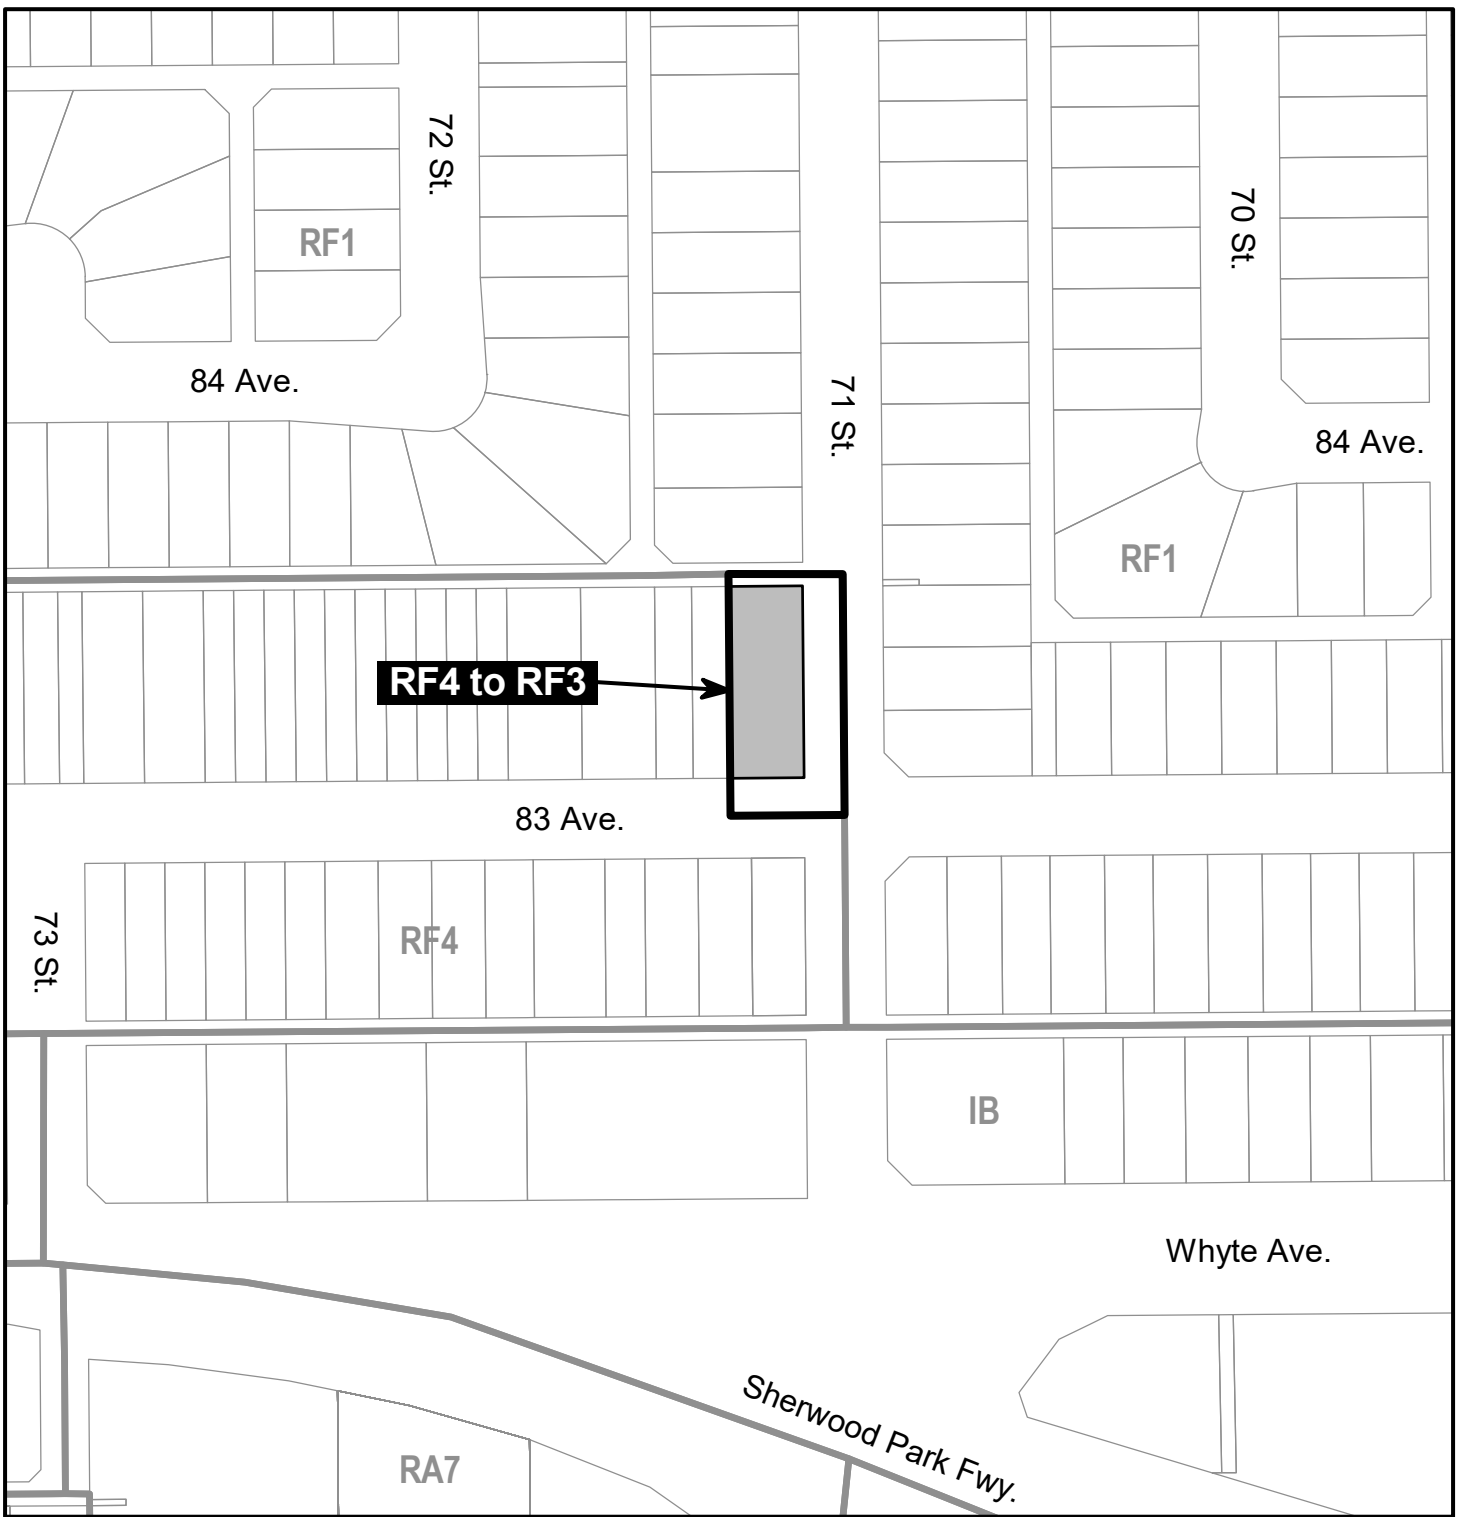 72 St.
70 St.
RF1
84 Ave.
71 St.
84 Ave.
RF1
RF4 to RF3
83 Ave.
73 St.
RF4
IB
Whyte Ave.
Sherwood Park Fwy.
RA7